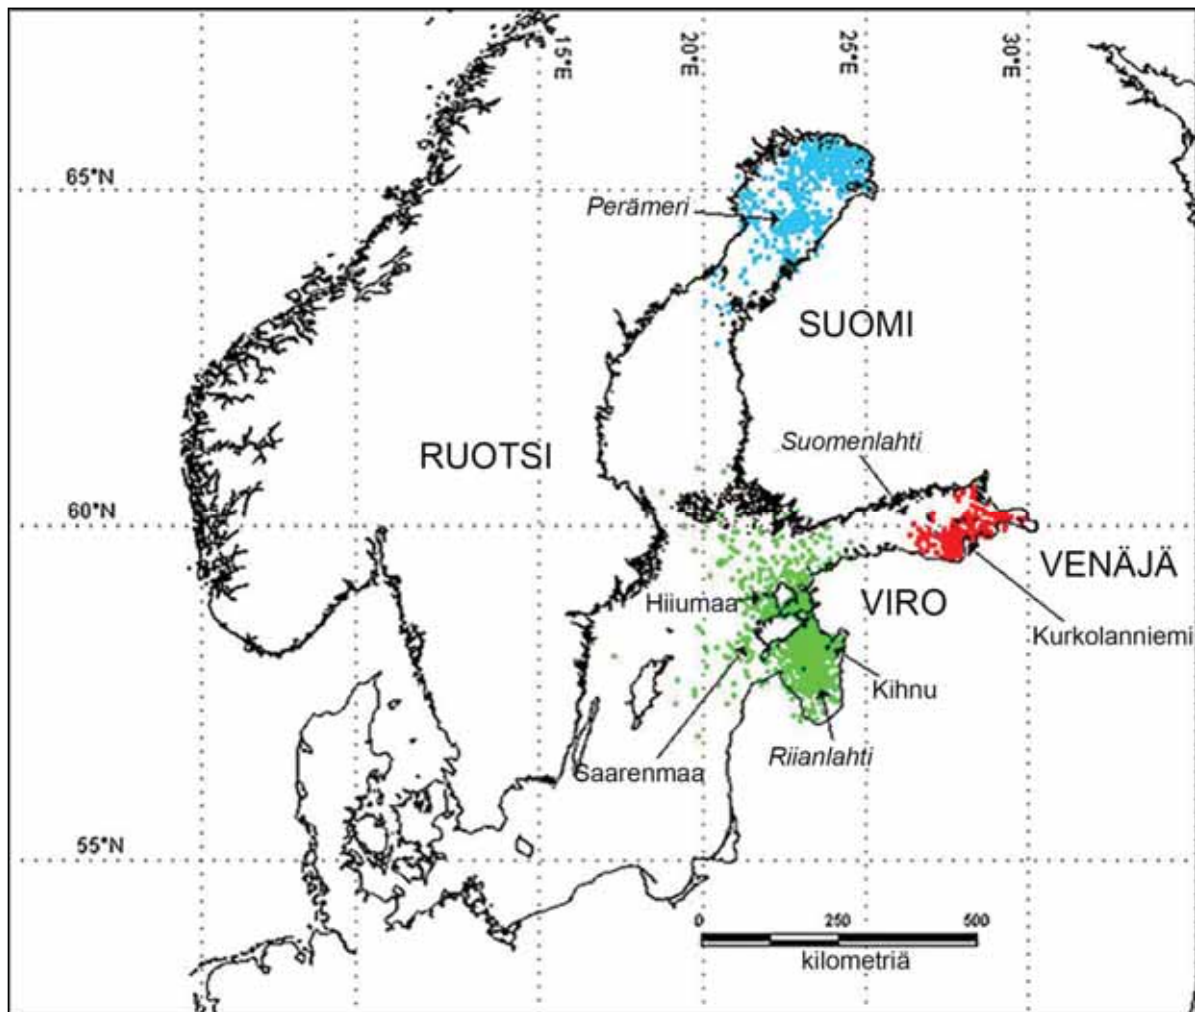 15°E
20°E
25°E
30°E
65°N
Perämeri
SUOMI
RUOTSI
Suomenlahti
60°N
VENÄJÄ
Hiiumaa
VIRO
Kurkolanniemi
Kihnu
Riianlahti
Saarenmaa
55°N
0 250 500
kilometriä